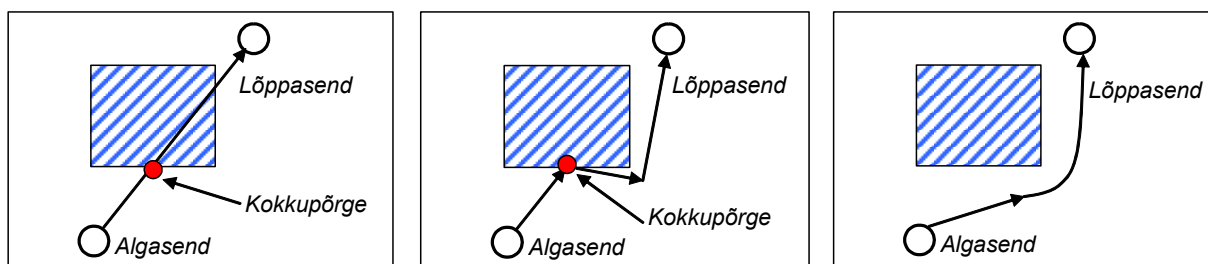 Lõppasend
Kokkupõrge
Algasend
Lõppasend
Kokkupõrge
Algasend
Lõppasend
Algasend